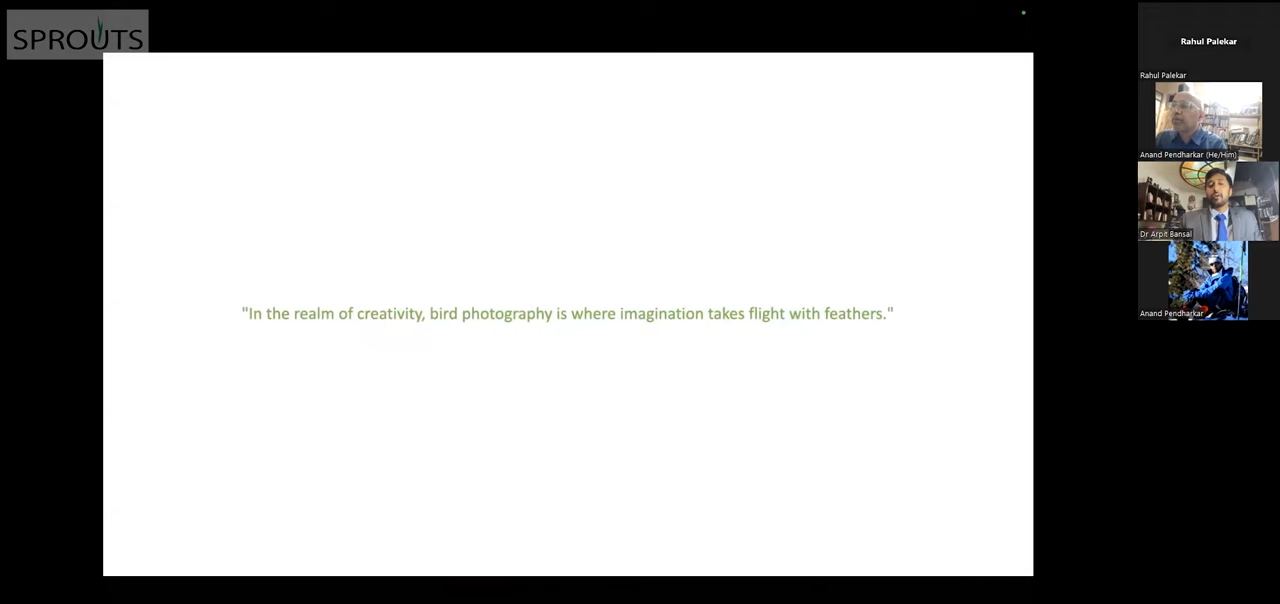 SPROUTS
"In the realm of creativity, bird photography is where imagination takes flight with feathers."
Rahul Palekar
Rahul Palekar
Anand Pendharkar (He/Him)
Dr Arpit Bansal
Anand Pendharkar